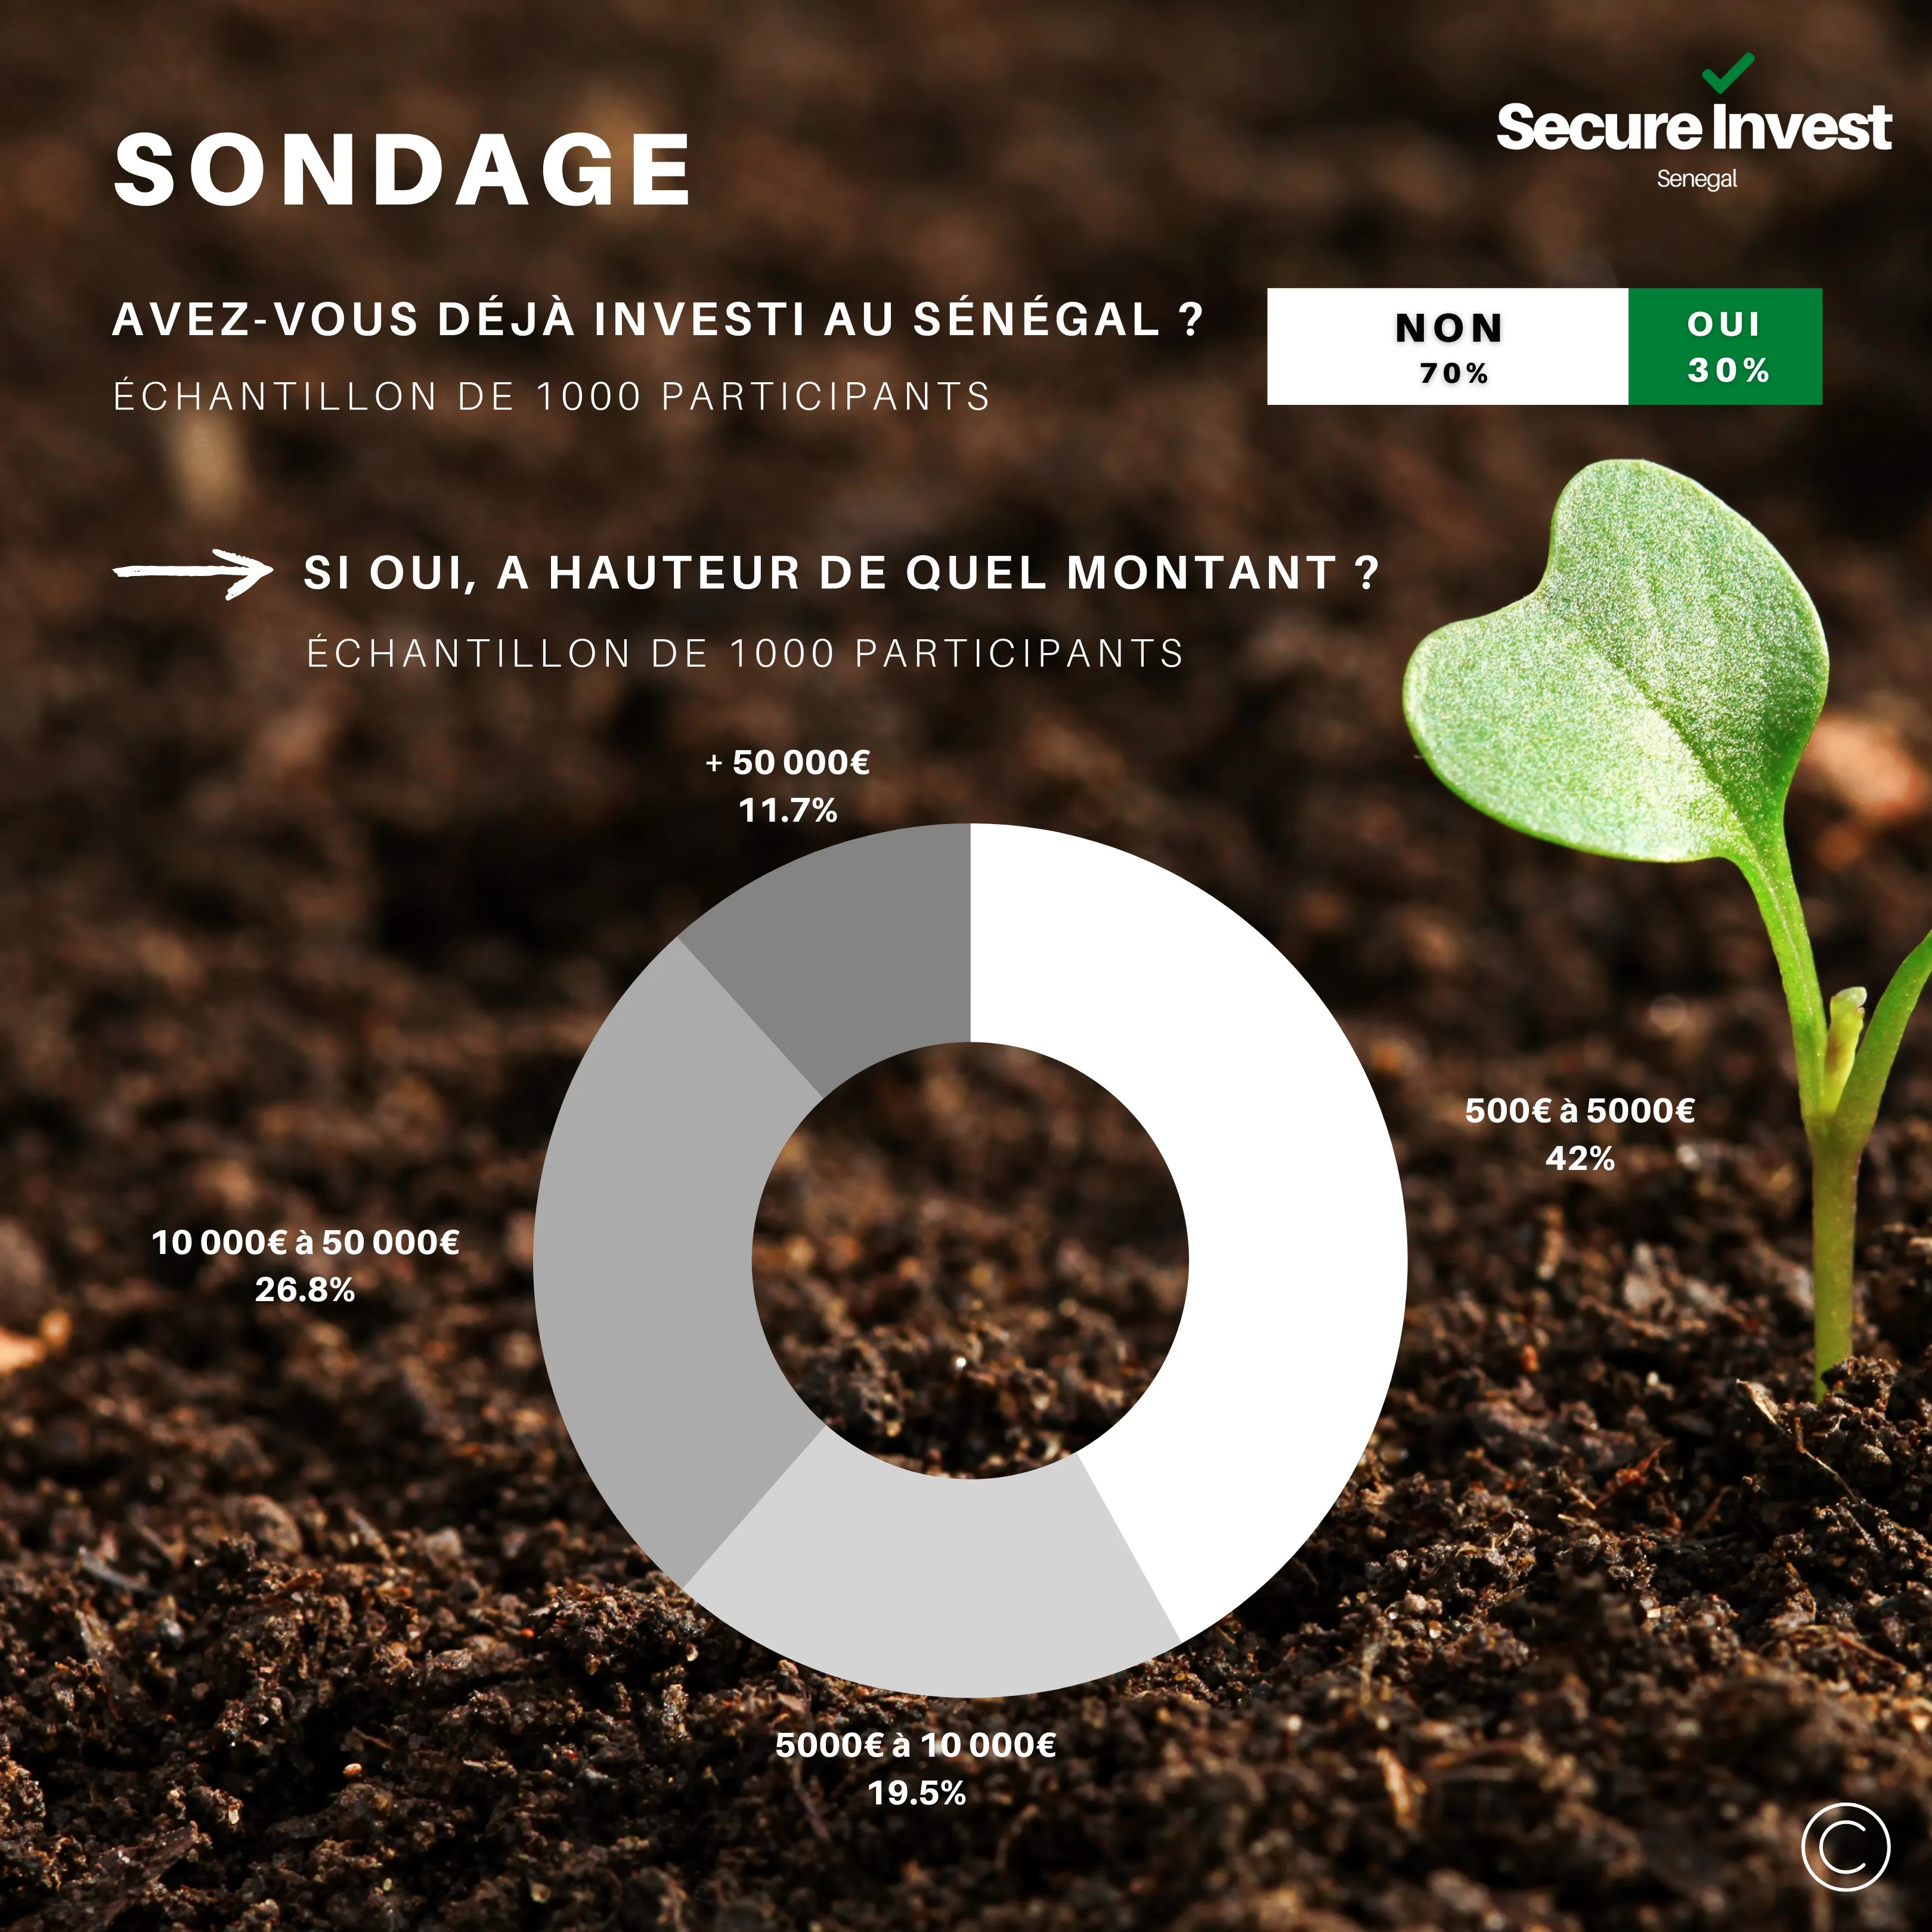 Secure Invest
Senegal
SONDAGE
AVEZ-VOUS DÉJÀ INVESTI AU SÉNÉGAL ?
ÉCHANTILLON DE 1000 PARTICIPANTS
NON
70%
OUI
30%
SI OUI, A HAUTEUR DE QUEL MONTANT ?
ÉCHANTILLON DE 1000 PARTICIPANTS
+ 50 000€
11.7%
500€ à 5000€
42%
10 000€ à 50 000€
26.8%
5000€ à 10 000€
19.5%
©